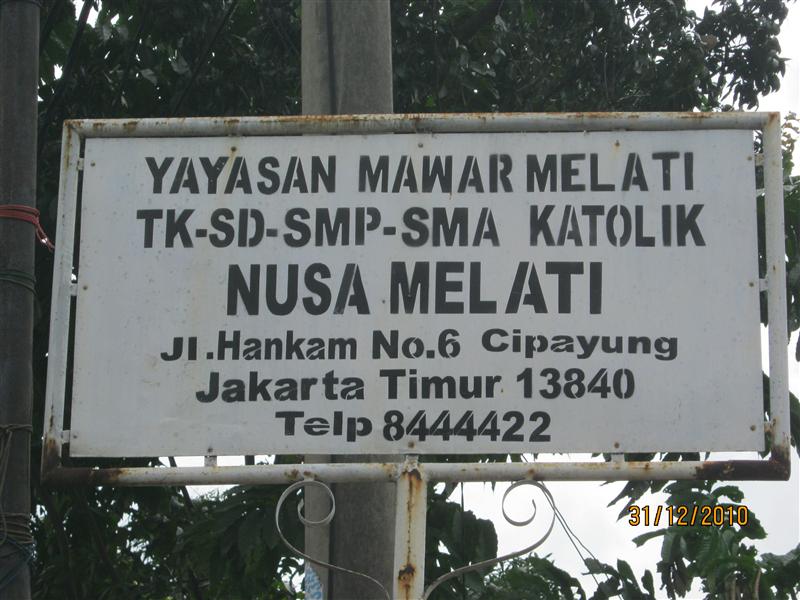 YAYASAN MAWAR MELATI
TK-SD-SMP-SMA KATOLIK
NUSA MELATI
Jl.Hankam No.6 Cipayung
Jakarta Timur 13840
Telp 8444422
31/12/2010